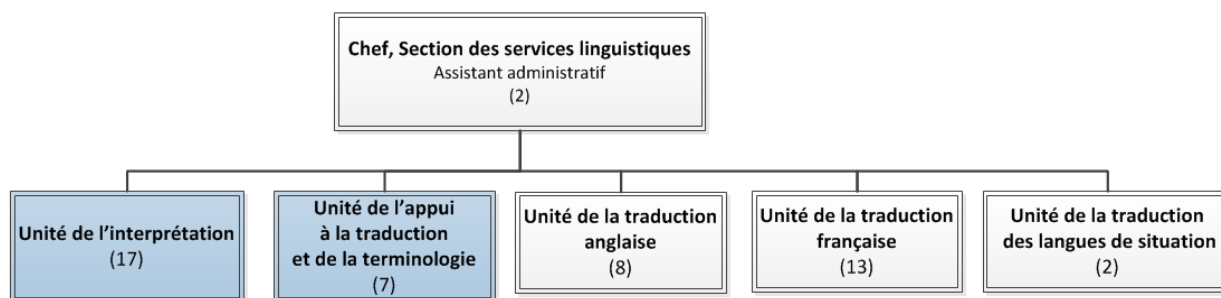 Chef, Section des services linguistiques
Assistant administratif
(2)
Unité de l’interprétation
(17)
Unité de l’appui
à la traduction
et de la terminologie
(7)
Unité de la traduction
anglaise
(8)
Unité de la traduction
française
(13)
Unité de la traduction
des langues de situation
(2)